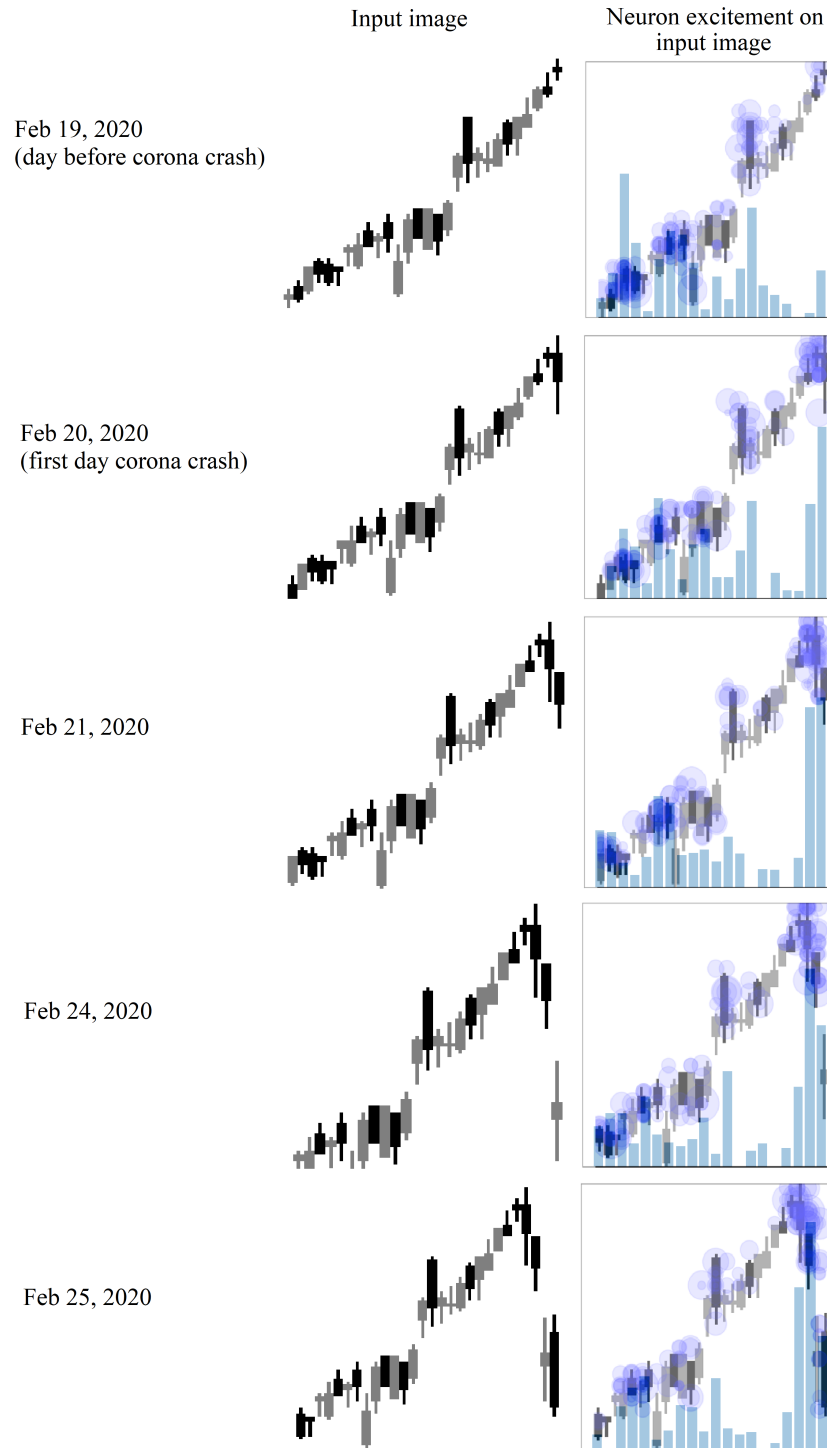 Input image
Neuron excitement on
input image
Feb 19, 2020
(day before corona crash)
Feb 20, 2020
(first day corona crash)
Feb 21, 2020
Feb 24, 2020
Feb 25, 2020